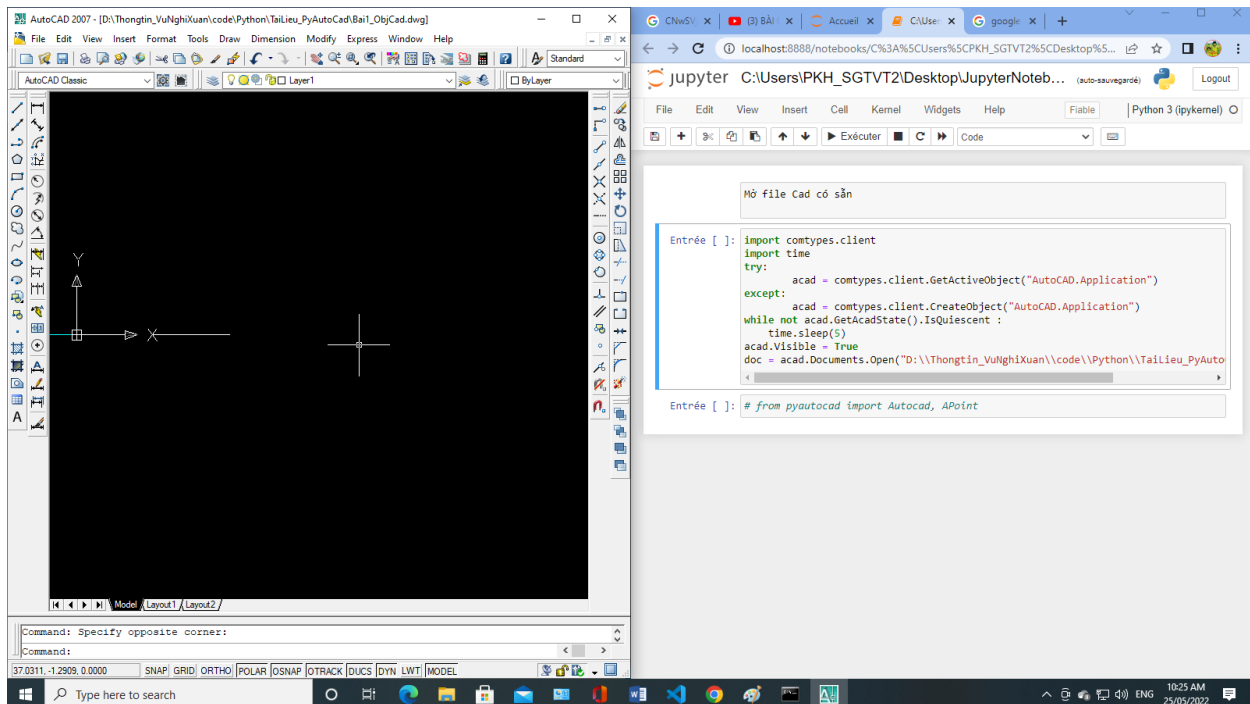 AutoCAD 2007 - [D:\Thongtin_VuNghiXuan\code\Python\TaiLieu_PyAutoCad\Bai1_ObjCad.dwg]
File Edit View Insert Format Tools Draw Dimension Modify Express Window Help
Standard
AutoCAD Classic
Layer1
ByLayer
Y
X
Model Layout1 Layout2
Command: Specify opposite corner:
Command:
37.0311, -1.2909, 0.0000 SNAP GRID ORTHO POLAR OSNAP OTRACK DUCS DYN LWT MODEL
CNwSV (3) BÀI Accueil C:\User google
localhost:8888/notebooks/C%3A%5CUsers%5CPKH_SGTVT2%5CDesktop%5...
jupyter C:\Users\PKH_SGTVT2\Desktop\JupyterNoteb... (auto-sauvegardé) Logout
File Edit View Insert Cell Kernel Widgets Help Fiable Python 3 (ipykernel)
Exécuter Code
Mở file Cad có sẵn
Entrée [ ]: import comtypes.client
import time
try:
acad = comtypes.client.GetActiveObject("AutoCAD.Application")
except:
acad = comtypes.client.CreateObject("AutoCAD.Application")
while not acad.GetAcadState().IsQuiescent :
time.sleep(5)
acad.Visible = True
doc = acad.Documents.Open("D:\\Thongtin_VuNghiXuan\\code\\Python\\TaiLieu_PyAuto
Entrée [ ]: # from pyautocad import Autocad, APoint
Type here to search
ENG
10:25 AM
25/05/2022